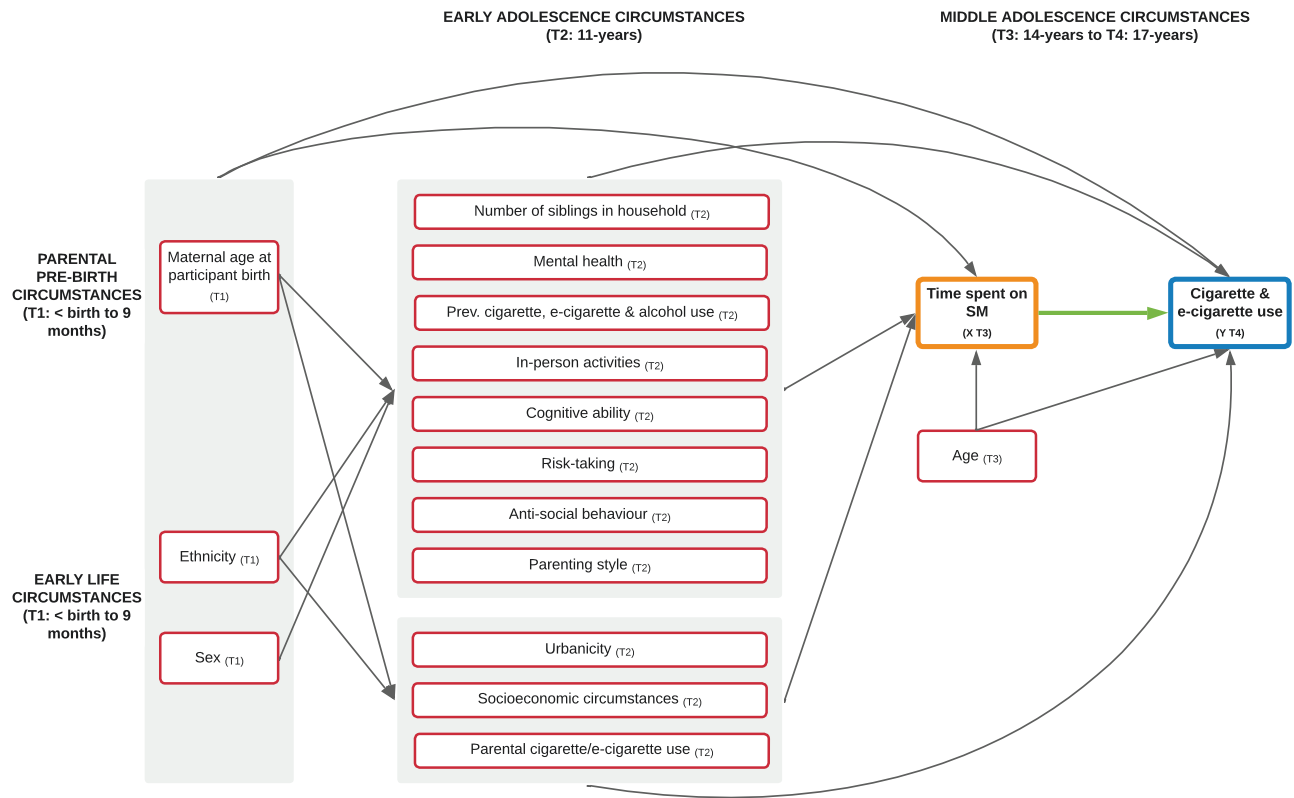 EARLY ADOLESCENCE CIRCUMSTANCES
(T2: 11-years)
MIDDLE ADOLESCENCE CIRCUMSTANCES
(T3: 14-years to T4: 17-years)
PARENTAL
PRE-BIRTH
CIRCUMSTANCES
(T1: < birth to 9
months)
EARLY LIFE
CIRCUMSTANCES
(T1: < birth to 9
months)
Maternal age at
participant birth
(T1)
Ethnicity (T1)
Sex (T1)
Number of siblings in household (T2)
Mental health (T2)
Prev. cigarette, e-cigarette & alcohol use (T2)
In-person activities (T2)
Cognitive ability (T2)
Risk-taking (T2)
Anti-social behaviour (T2)
Parenting style (T2)
Urbanicity (T2)
Socioeconomic circumstances (T2)
Parental cigarette/e-cigarette use (T2)
Time spent on
SM
(X T3)
Age (T3)
Cigarette &
e-cigarette use
(Y T4)